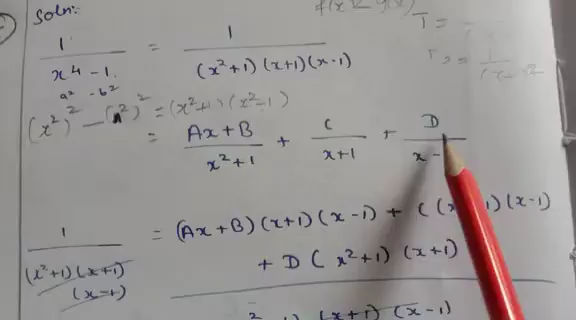 Soln:
1/(x⁴ - 1) = 1/((x²+1)(x+1)(x-1))
a² - b²
(x²)² - ( ²)² = (x²+1)(x²-1)
= (Ax+B)/(x²+1) + C/(x+1) + D/(x-
1/((x²+1)(x+1)(x-1)) = (Ax+B)(x+1)(x-1) + C(x 1)(x-1)
+ D(x²+1)(x+1)
(x+1)(x-1)